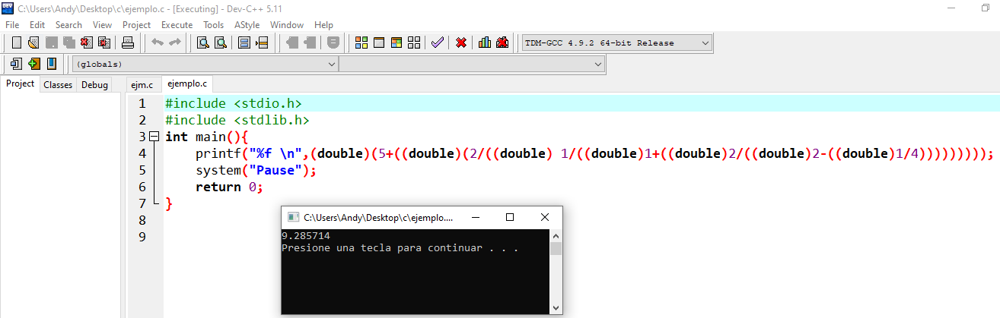 C:\Users\Andy\Desktop\c\ejemplo.c - [Executing] - Dev-C++ 5.11
File Edit Search View Project Execute Tools AStyle Window Help
TDM-GCC 4.9.2 64-bit Release
(globals)
Project Classes Debug ejm.c ejemplo.c
1 #include <stdio.h>
2 #include <stdlib.h>
3 int main(){
4 printf("%f \n",(double)(5+((double)(2/((double) 1/((double)1+((double)2/((double)2-((double)1/4)))))))));
5 system("Pause");
6 return 0;
7 }
8
9
C:\Users\Andy\Desktop\c\ejemplo....
9.285714
Presione una tecla para continuar . . .